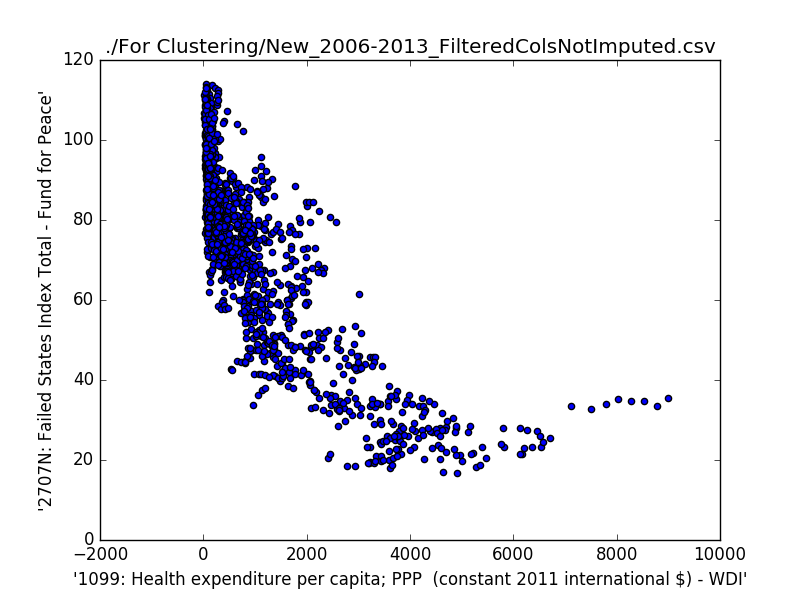 ./For Clustering/New_2006-2013_FilteredColsNotImputed.csv
120
100
80
60
40
20
0
'2707N: Failed States Index Total - Fund for Peace'
−2000 0 2000 4000 6000 8000 10000
'1099: Health expenditure per capita; PPP  (constant 2011 international $) - WDI'